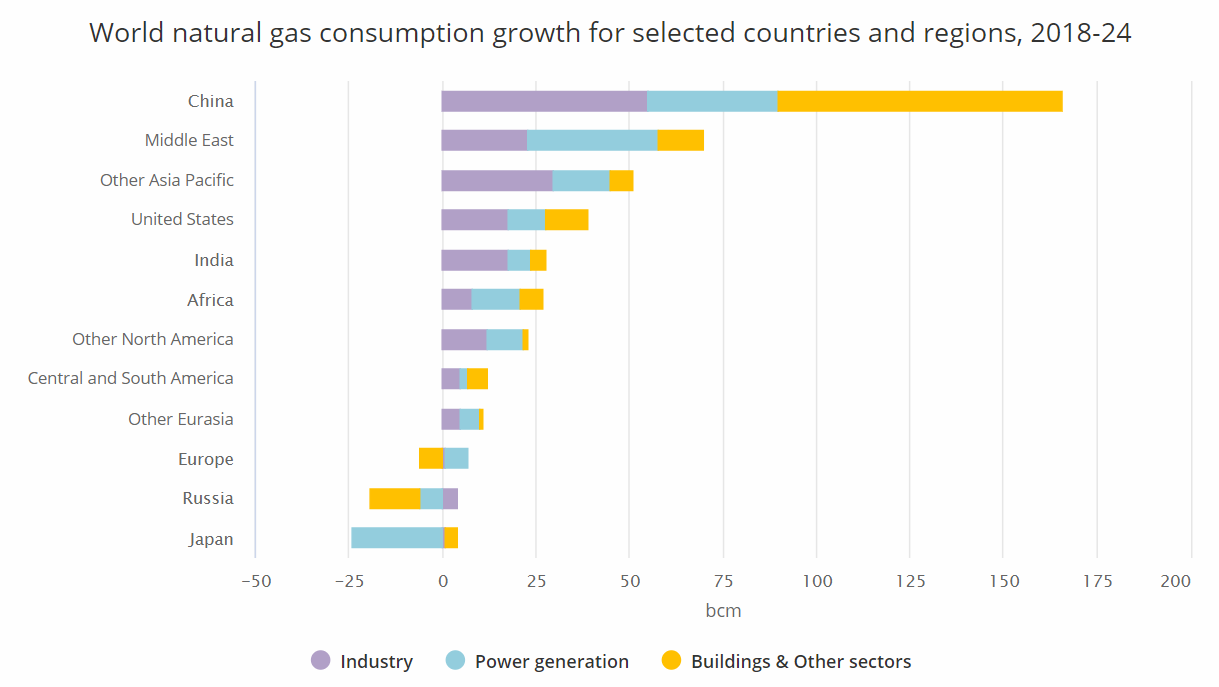 World natural gas consumption growth for selected countries and regions, 2018-24
China
Middle East
Other Asia Pacific
United States
India
Africa
Other North America
Central and South America
Other Eurasia
Europe
Russia
Japan
−50 −25 0 25 50 75 100 125 150 175 200
bcm
Industry Power generation Buildings & Other sectors